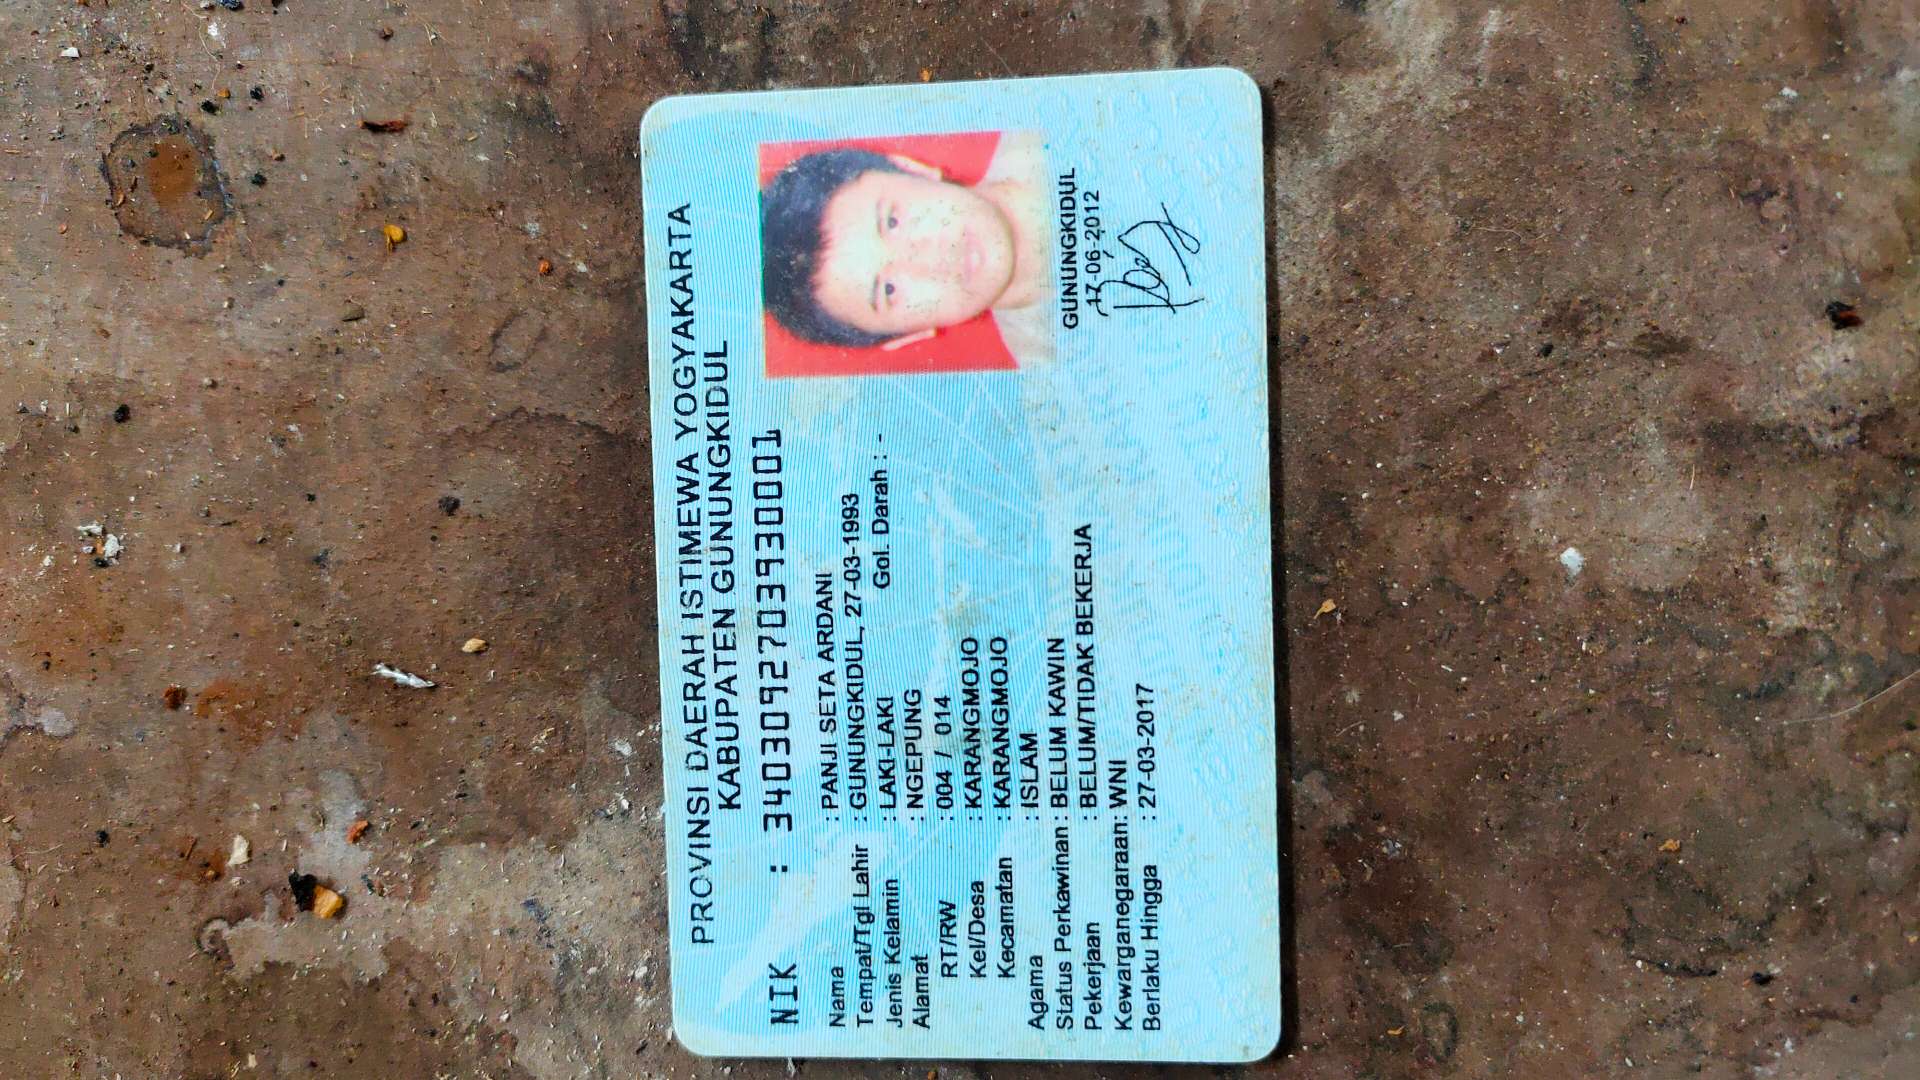 PROVINSI DAERAH ISTIMEWA YOGYAKARTA
KABUPATEN GUNUNGKIDUL
NIK : 3403092703930001
Nama : PANJI SETA ARDANI
Tempat/Tgl Lahir : GUNUNGKIDUL, 27-03-1993
Jenis Kelamin : LAKI-LAKI Gol. Darah : -
Alamat : NGEPUNG
RT/RW : 004 / 014
Kel/Desa : KARANGMOJO
Kecamatan : KARANGMOJO
Agama : ISLAM
Status Perkawinan : BELUM KAWIN
Pekerjaan : BELUM/TIDAK BEKERJA
Kewarganegaraan: WNI
Berlaku Hingga : 27-03-2017
GUNUNGKIDUL
17-06-2012